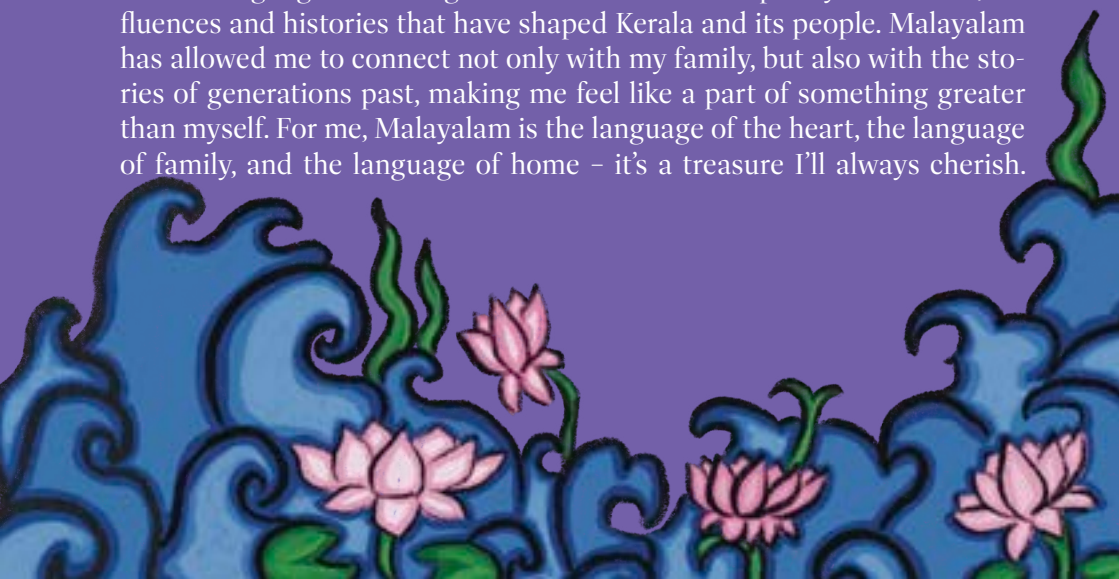 fluences and histories that have shaped Kerala and its people. Malayalam
has allowed me to connect not only with my family, but also with the sto-
ries of generations past, making me feel like a part of something greater
than myself. For me, Malayalam is the language of the heart, the language
of family, and the language of home – it’s a treasure I’ll always cherish.